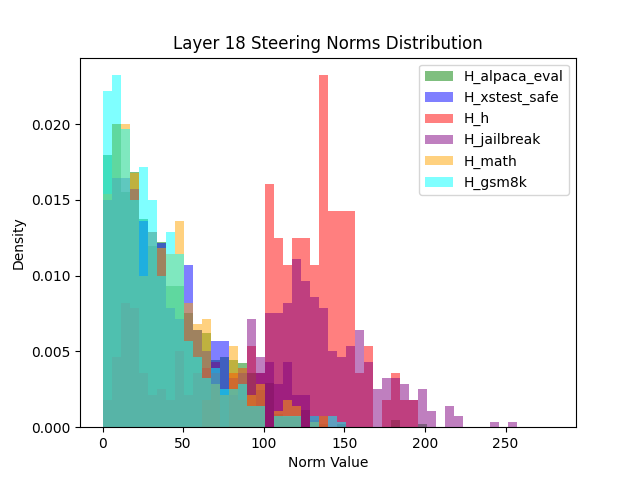 Layer 18 Steering Norms Distribution
H_alpaca_eval
H_xstest_safe
H_h
H_jailbreak
H_math
H_gsm8k
0.020
0.015
0.010
0.005
0.000
Density
0 50 100 150 200 250
Norm Value